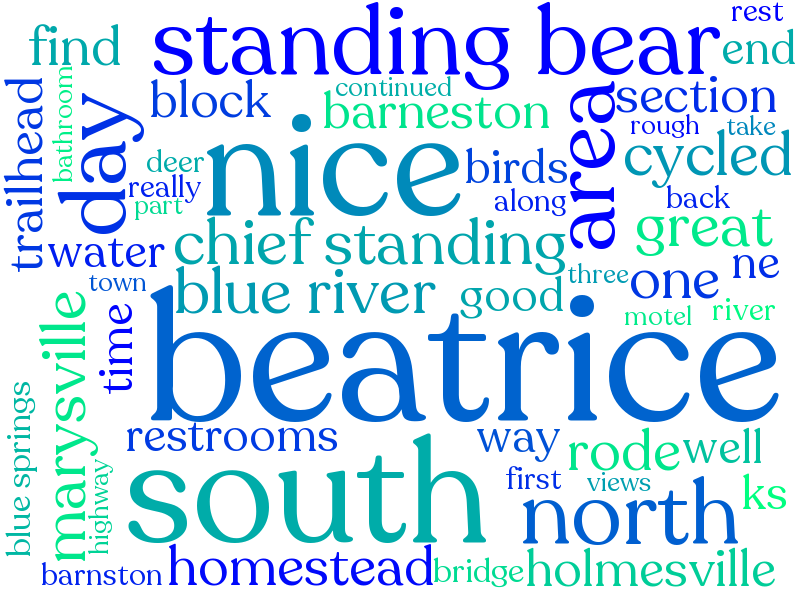 rest
find
standing bear
end
continued
section
block
barneston
area
trailhead
bathroom
day
nice
rough
take
deer
birds
cycled
really
along
back
part
great
water
chief standing
ne
town
blue river
good
three
one
motel
river
marysville
time
beatrice
blue springs
restrooms
way
rode
well
south
first
views
north
ks
highway
barnston
homestead
bridge
holmesville